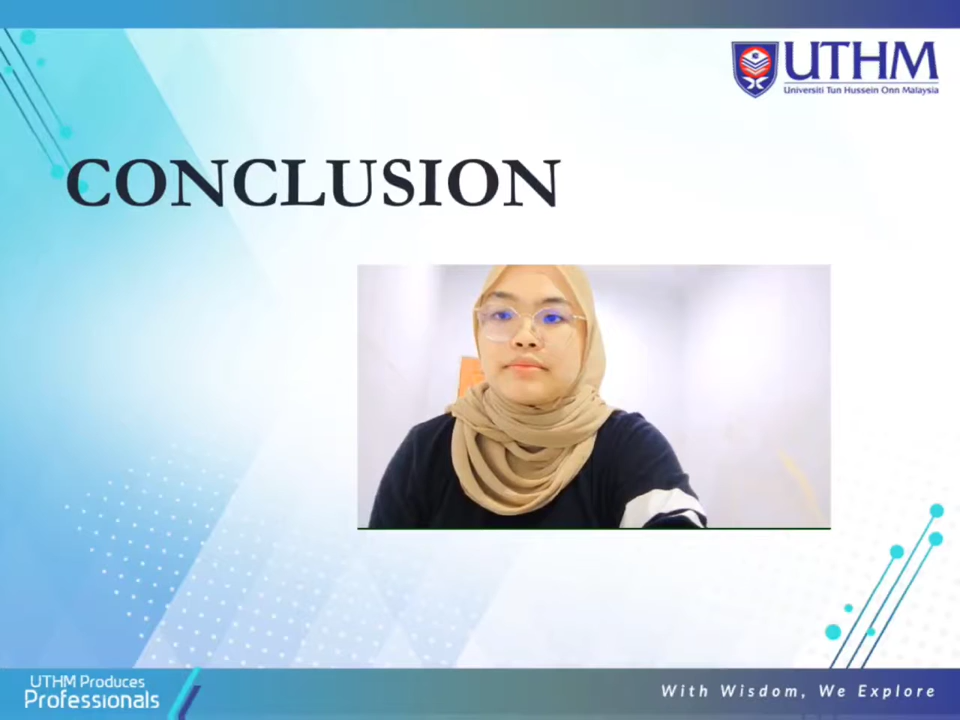 UTHM
Universiti Tun Hussein Onn Malaysia
CONCLUSION
UTHM Produces
Professionals
With Wisdom, We Explore